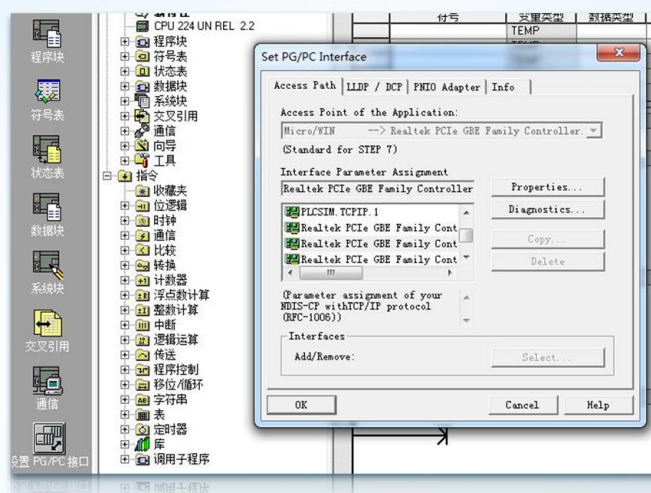 程序块
符号表
状态表
数据块
系统块
交叉引用
通信
设置 PG/PC接口
CPU 224 UN REL 2.2
程序块
符号表
状态表
数据块
系统块
交叉引用
通信
向导
工具
指令
收藏夹
位逻辑
时钟
通信
比较
转换
计数器
浮点数计算
整数计算
中断
逻辑运算
传送
程序控制
移位/循环
字符串
表
定时器
库
调用子程序
符号 变量类型 数据类型
TEMP
Set PG/PC Interface
Access Path LLDP / DCP PNIO Adapter Info
Access Point of the Application:
Micro/WIN --> Realtek PCIe GBE Family Controller.
(Standard for STEP 7)
Interface Parameter Assignment
Realtek PCIe GBE Family Controller
PLCSIM.TCPIP.1
Realtek PCIe GBE Family Cont
Realtek PCIe GBE Family Cont
Realtek PCIe GBE Family Cont
Properties...
Diagnostics...
Copy...
Delete
(Parameter assignment of your
NDIS-CP withTCP/IP protocol
(RFC-1006))
Interfaces
Add/Remove:
Select...
OK
Cancel
Help